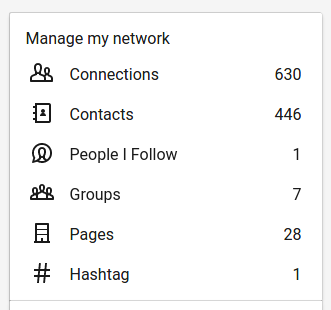 Manage my network
Connections 630
Contacts 446
People I Follow 1
Groups 7
Pages 28
Hashtag 1